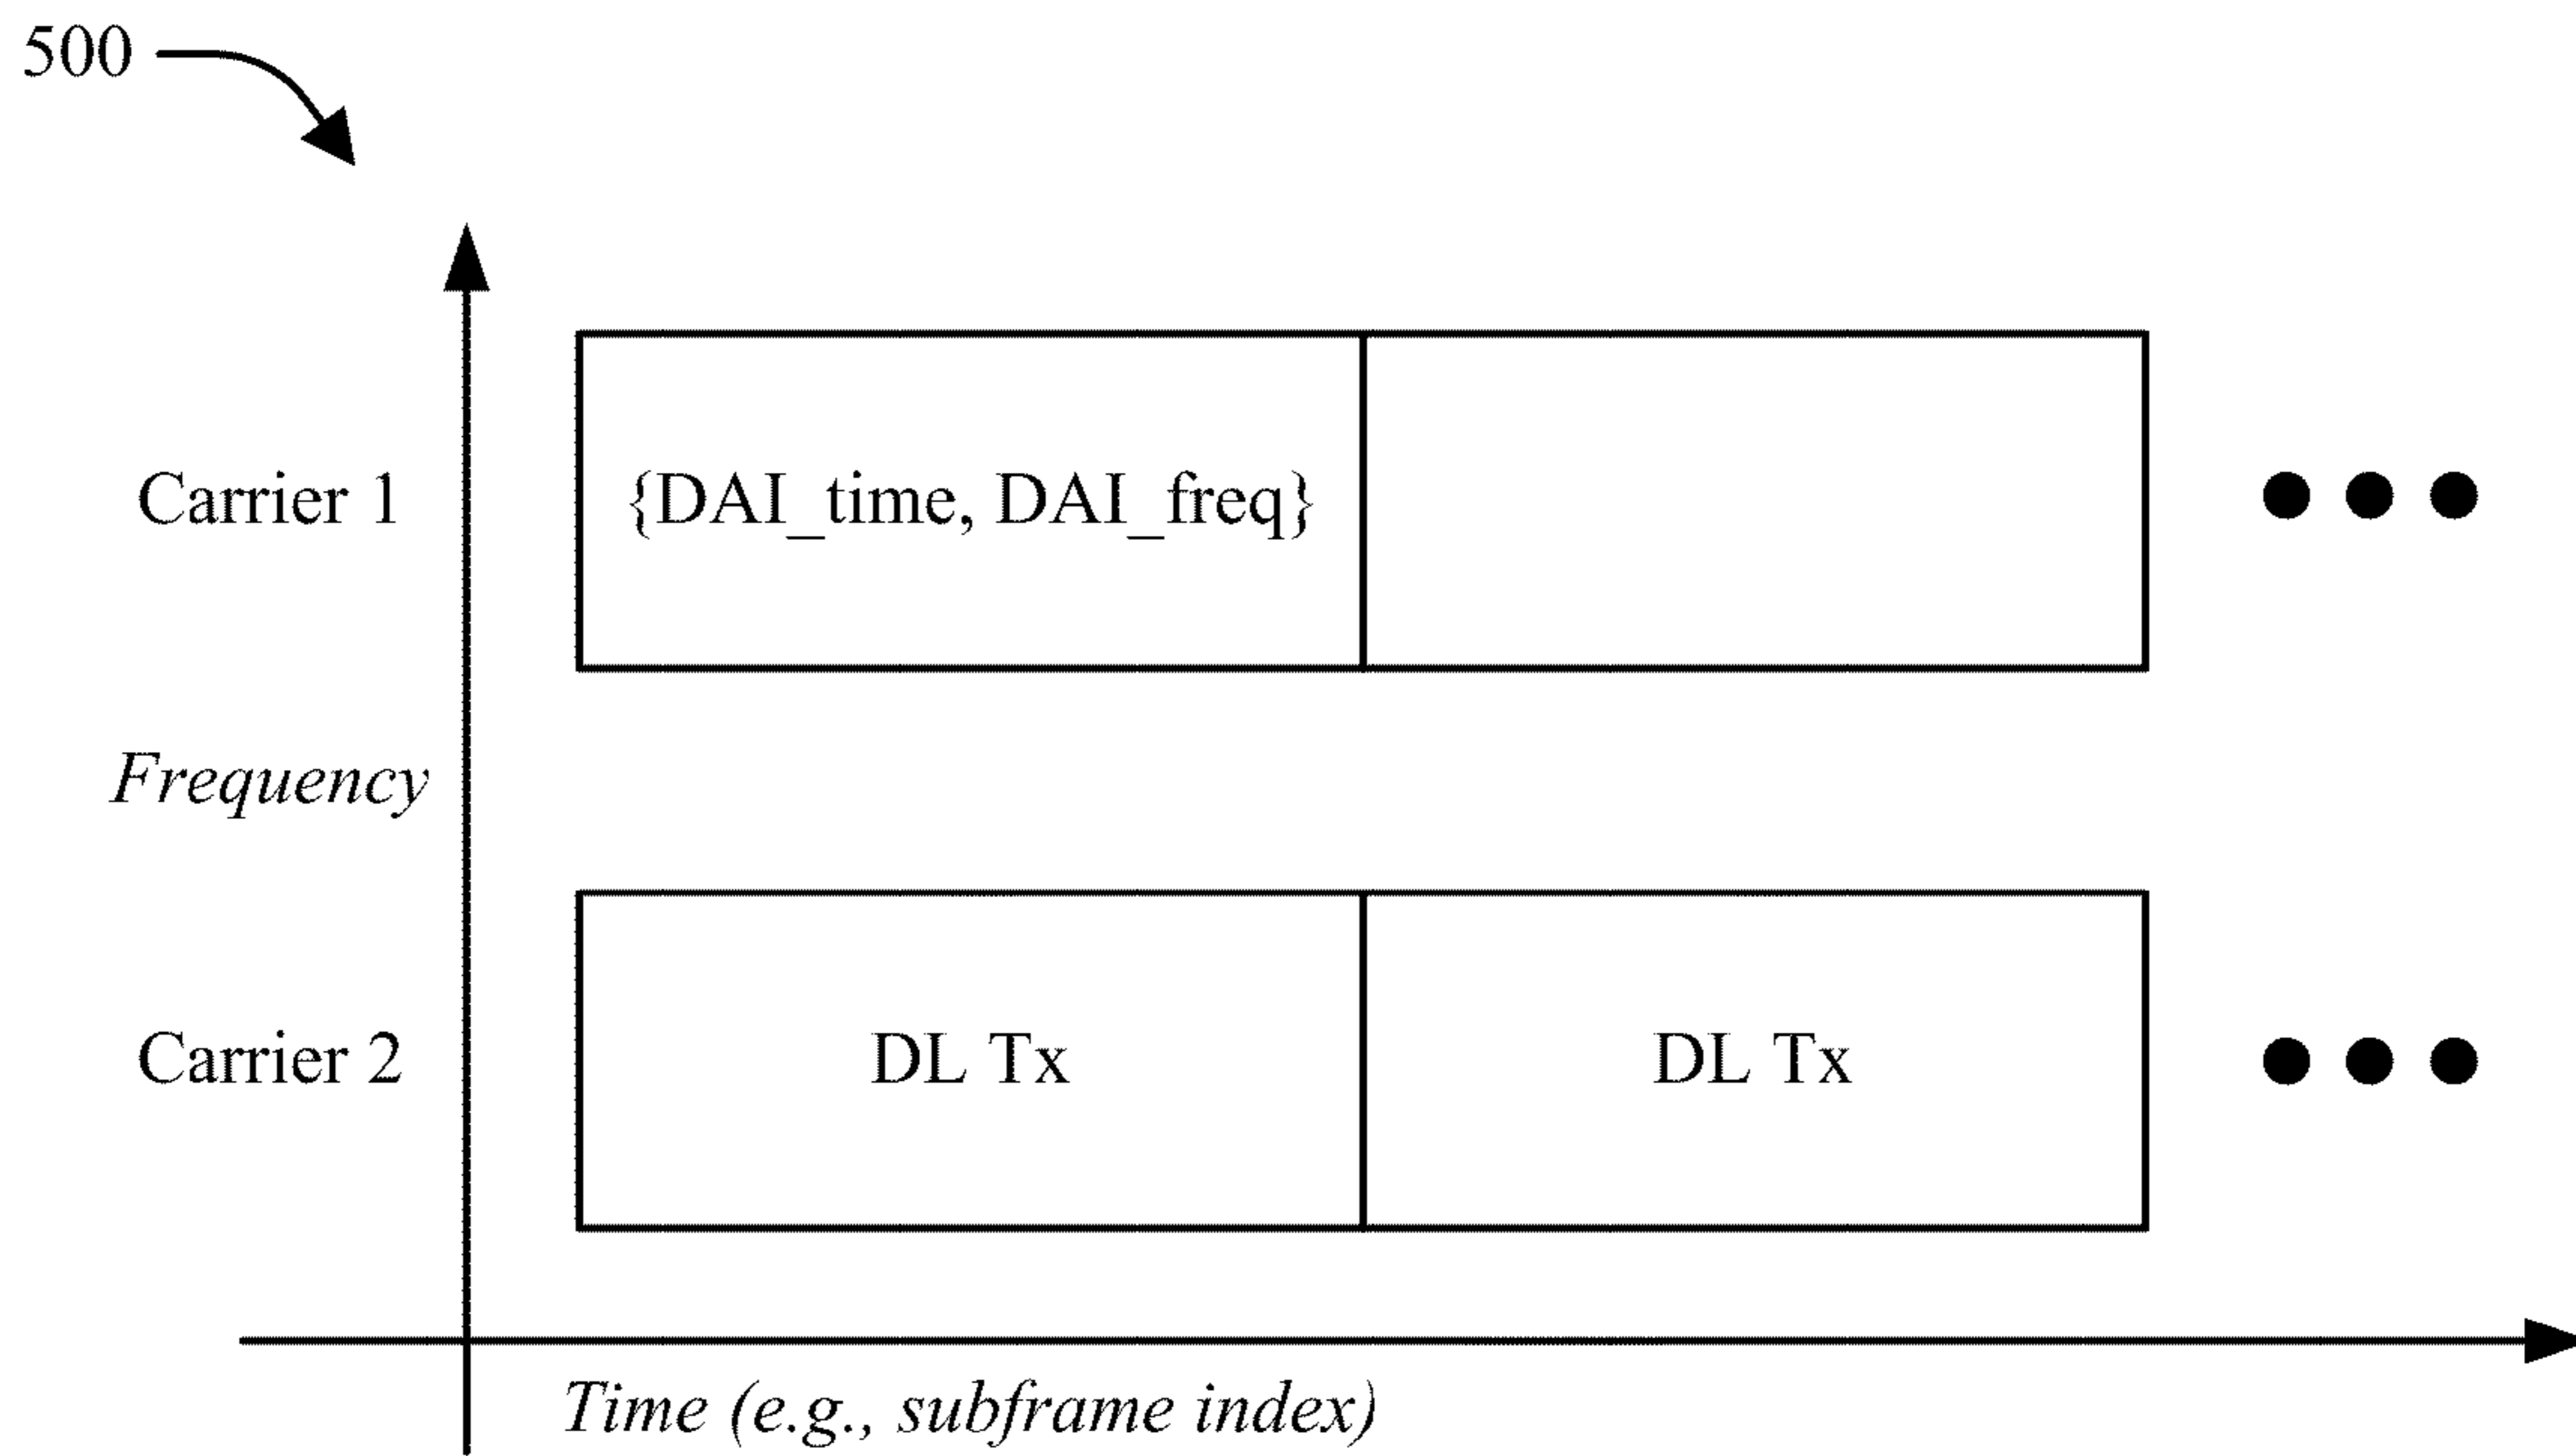 500
Carrier 1
{DAI_time, DAI_freq}
Frequency
Carrier 2
DL Tx
DL Tx
Time (e.g., subframe index)